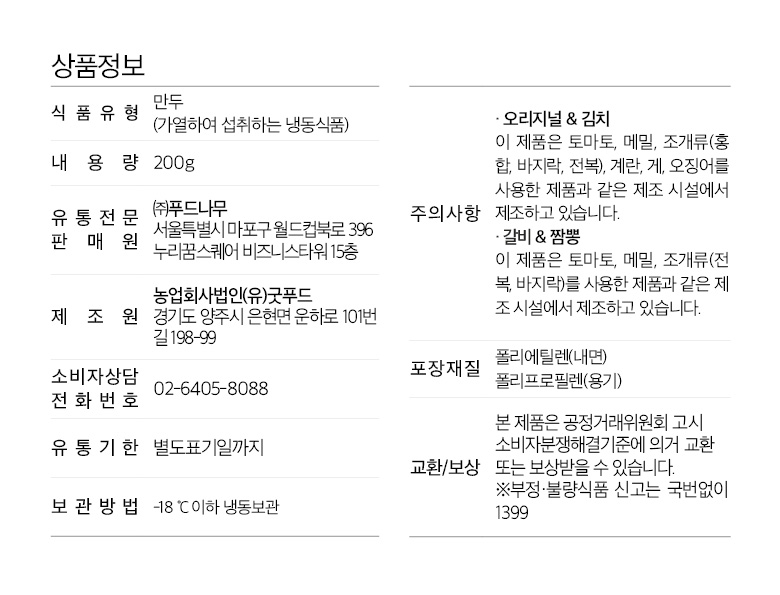 상품정보
식 품 유 형 만두
(가열하여 섭취하는 냉동식품)
내 용 량 200g
유통전문
판 매 원
㈜푸드나무
서울특별시 마포구 월드컵북로 396
누리꿈스퀘어 비즈니스타워 15층
제 조 원
농업회사법인(유)굿푸드
경기도 양주시 은현면 운하로 101번
길 198-99
소비자상담
전 화 번 호
02-6405-8088
유 통 기 한 별도표기일까지
보 관 방 법 -18 ℃ 이하 냉동보관
주의사항
· 오리지널 & 김치
이 제품은 토마토, 메밀, 조개류(홍
합, 바지락, 전복), 계란, 게, 오징어를
사용한 제품과 같은 제조 시설에서
제조하고 있습니다.
· 갈비 & 짬뽕
이 제품은 토마토, 메밀, 조개류(전
복, 바지락)를 사용한 제품과 같은 제
조 시설에서 제조하고 있습니다.
포장재질
폴리에틸렌(내면)
폴리프로필렌(용기)
교환/보상
본 제품은 공정거래위원회 고시
소비자분쟁해결기준에 의거 교환
또는 보상받을 수 있습니다.
※부정·불량식품 신고는 국번없이
1399